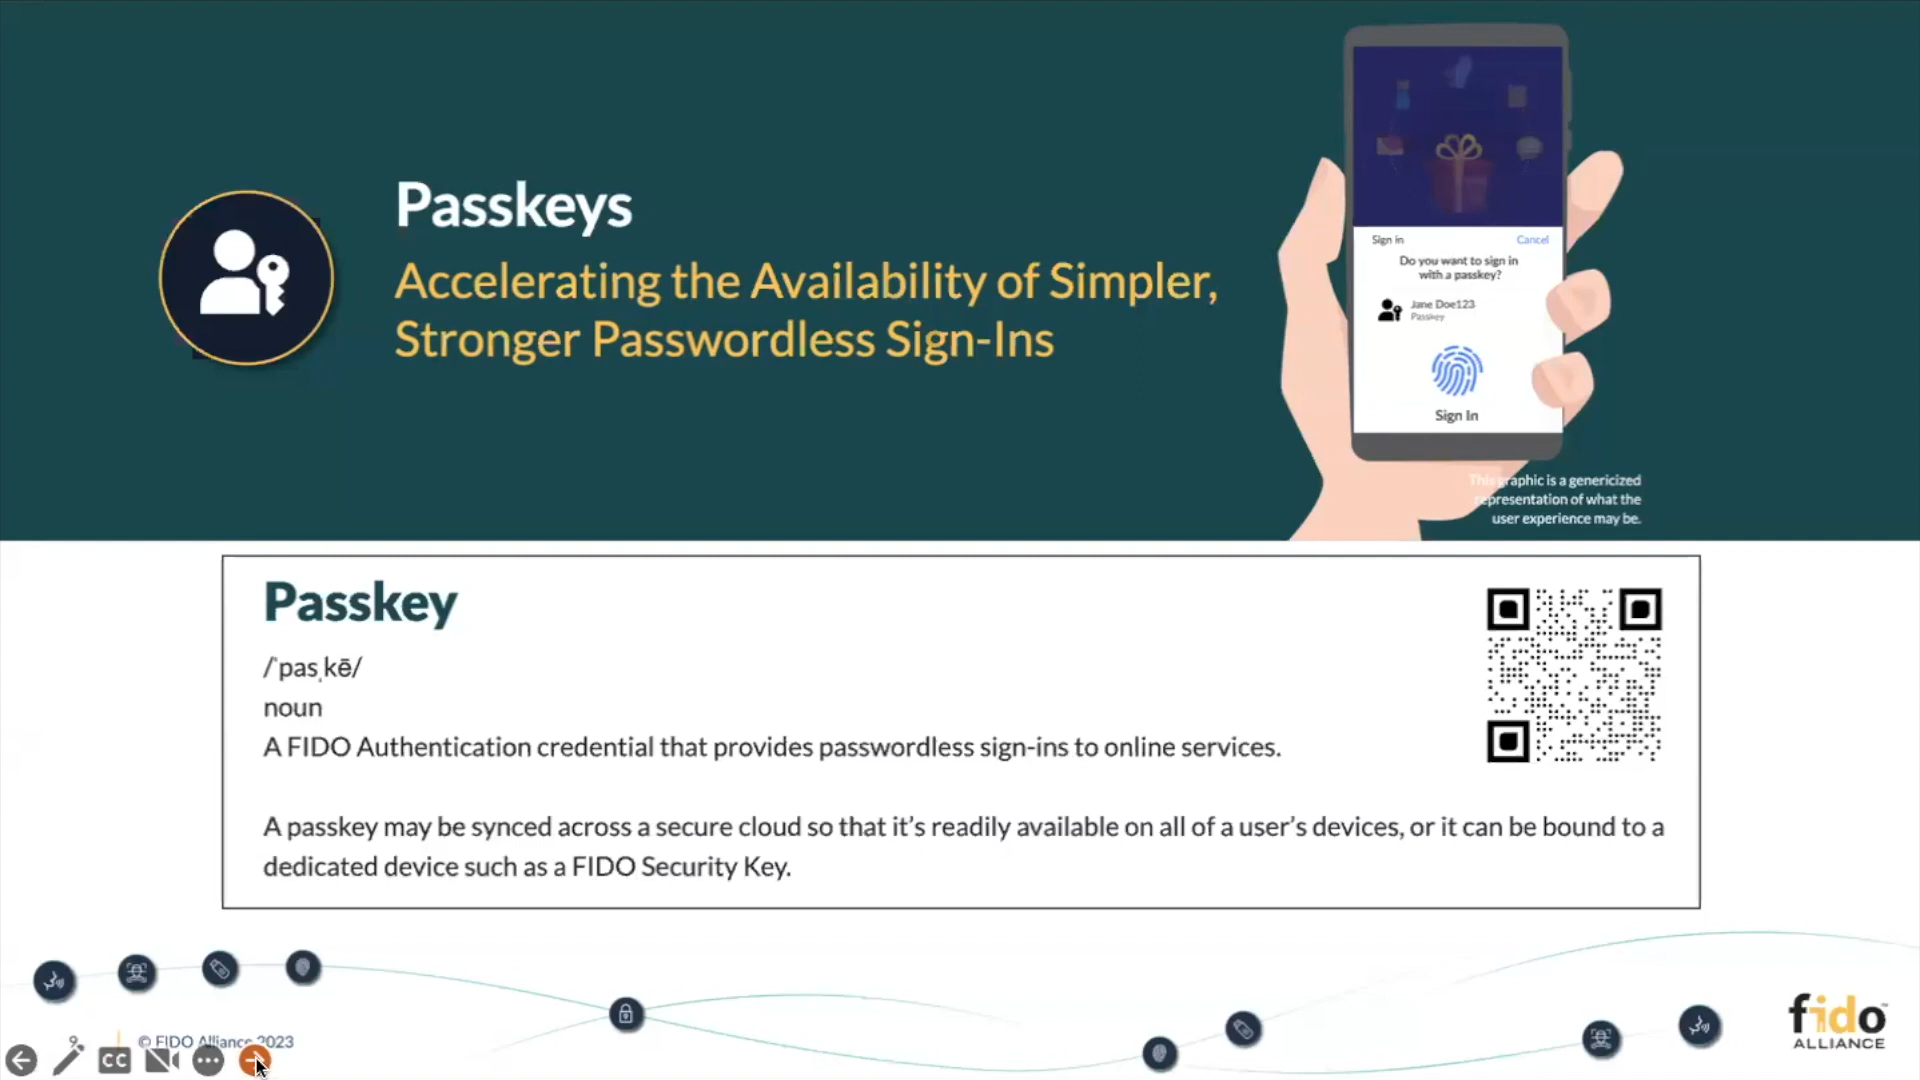 Passkeys
Accelerating the Availability of Simpler,
Stronger Passwordless Sign-Ins
Sign in
Cancel
Do you want to sign in
with a passkey?
Jane Doe123
Passkey
Sign In
This graphic is a genericized
representation of what the
user experience may be.
Passkey
/ˈpasˌkē/
noun
A FIDO Authentication credential that provides passwordless sign-ins to online services.
A passkey may be synced across a secure cloud so that it’s readily available on all of a user’s devices, or it can be bound to a
dedicated device such as a FIDO Security Key.
© FIDO Alliance 2023
9
CC
fido™
ALLIANCE